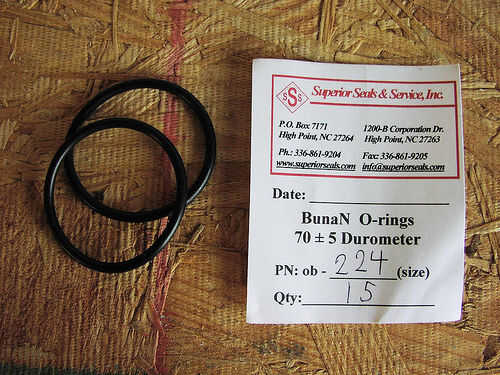 SSS Superior Seals & Service, Inc.
P.O. Box 7171 1200-B Corporation Dr.
High Point, NC 27264 High Point, NC 27263
Ph.: 336-861-9204 Fax: 336-861-9205
www.superiorseals.com info@superiorseals.com
Date:
BunaN O-rings
70 ± 5 Durometer
PN: ob - 224 (size)
Qty: 15